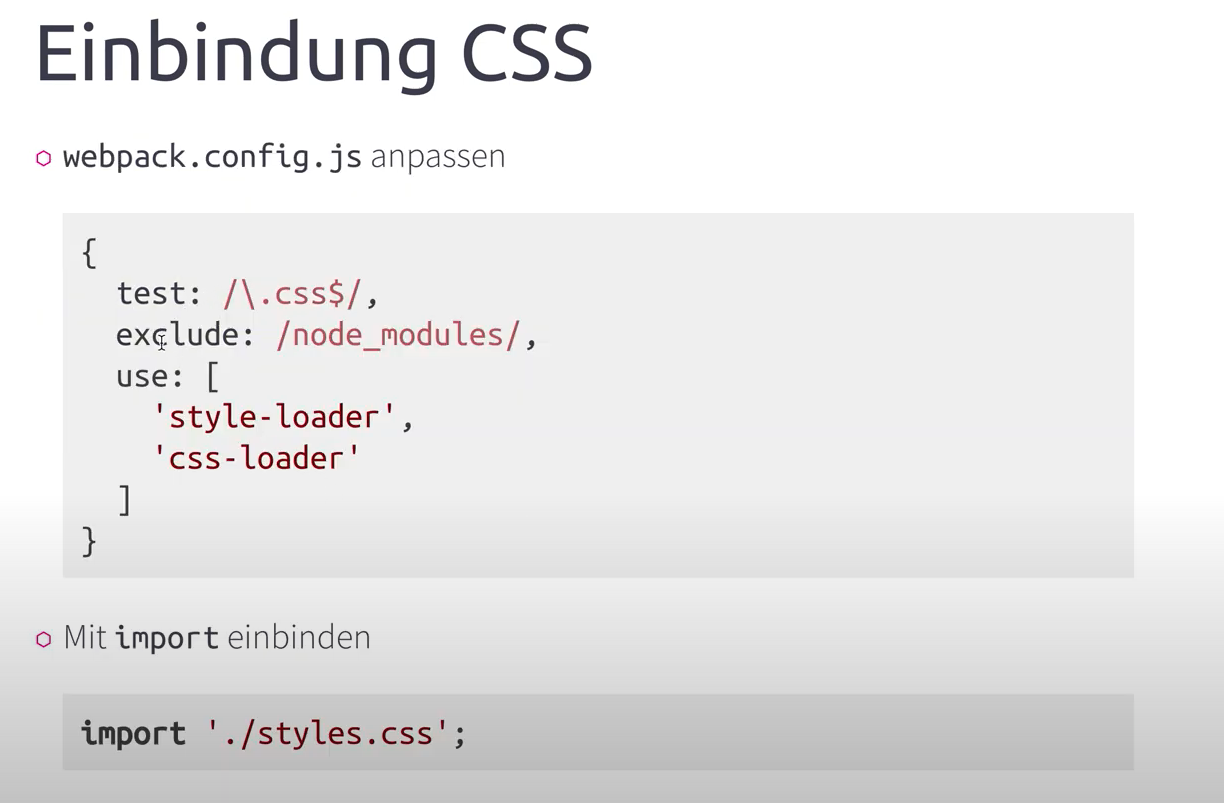 Einbindung CSS
webpack.config.js anpassen
{
  test: /\.css$/,
  exclude: /node_modules/,
  use: [
    'style-loader',
    'css-loader'
  ]
}
Mit import einbinden
import './styles.css';